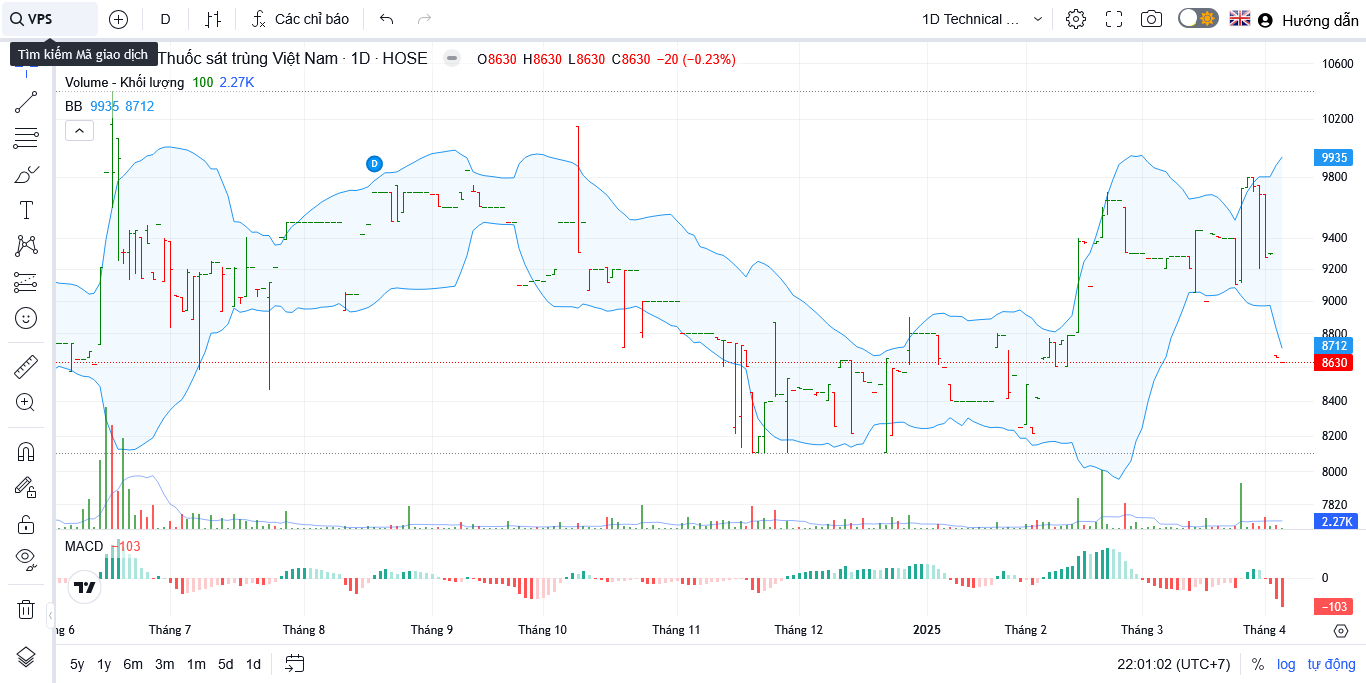 VPS
D
Các chỉ báo
1D Technical ...
Hướng dẫn
Tìm kiếm Mã giao dịch
Thuốc sát trùng Việt Nam · 1D · HOSE
O8630 H8630 L8630 C8630 −20 (−0.23%)
Volume - Khối lượng 100 2.27K
BB 9935 8712
D
10600
10200
9935
9800
9400
9200
9000
8800
8712
8630
8400
8200
8000
7820
2.27K
MACD −103
0
−103
ng 6
Tháng 7
Tháng 8
Tháng 9
Tháng 10
Tháng 11
Tháng 12
2025
Tháng 2
Tháng 3
Tháng 4
5y 1y 6m 3m 1m 5d 1d
22:01:02 (UTC+7)
% log tự động